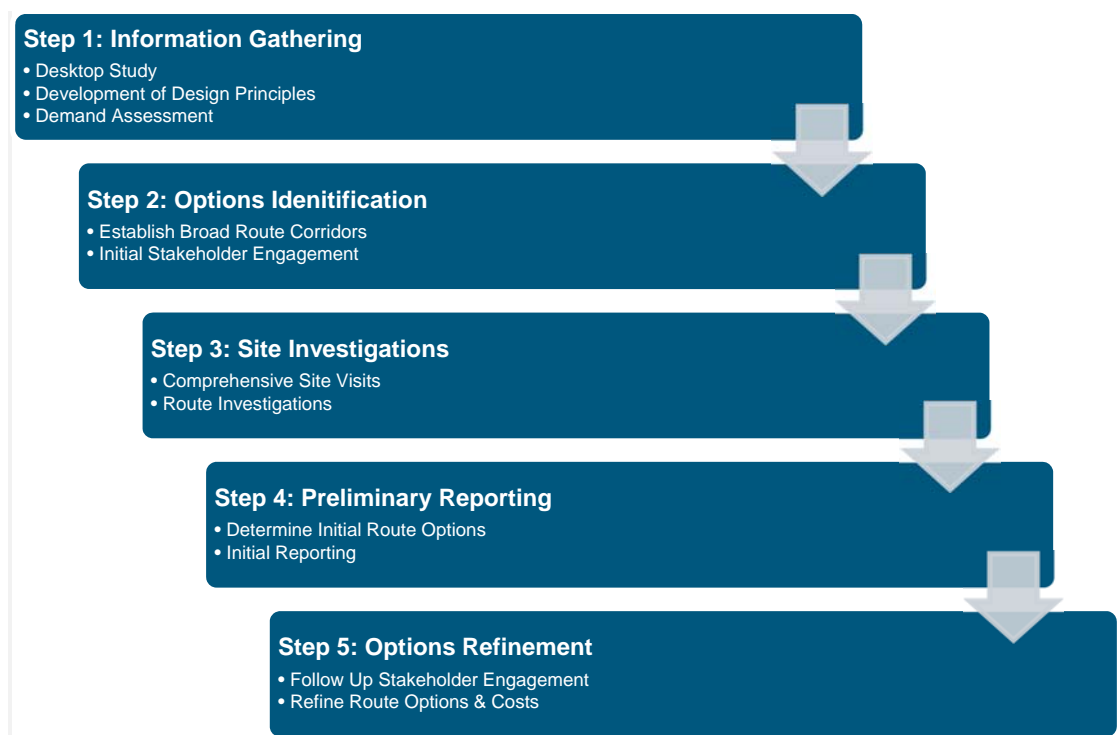 Step 1: Information Gathering
• Desktop Study
• Development of Design Principles
• Demand Assessment
Step 2: Options Idenitification
• Establish Broad Route Corridors
• Initial Stakeholder Engagement
Step 3: Site Investigations
• Comprehensive Site Visits
• Route Investigations
Step 4: Preliminary Reporting
• Determine Initial Route Options
• Initial Reporting
Step 5: Options Refinement
• Follow Up Stakeholder Engagement
• Refine Route Options & Costs